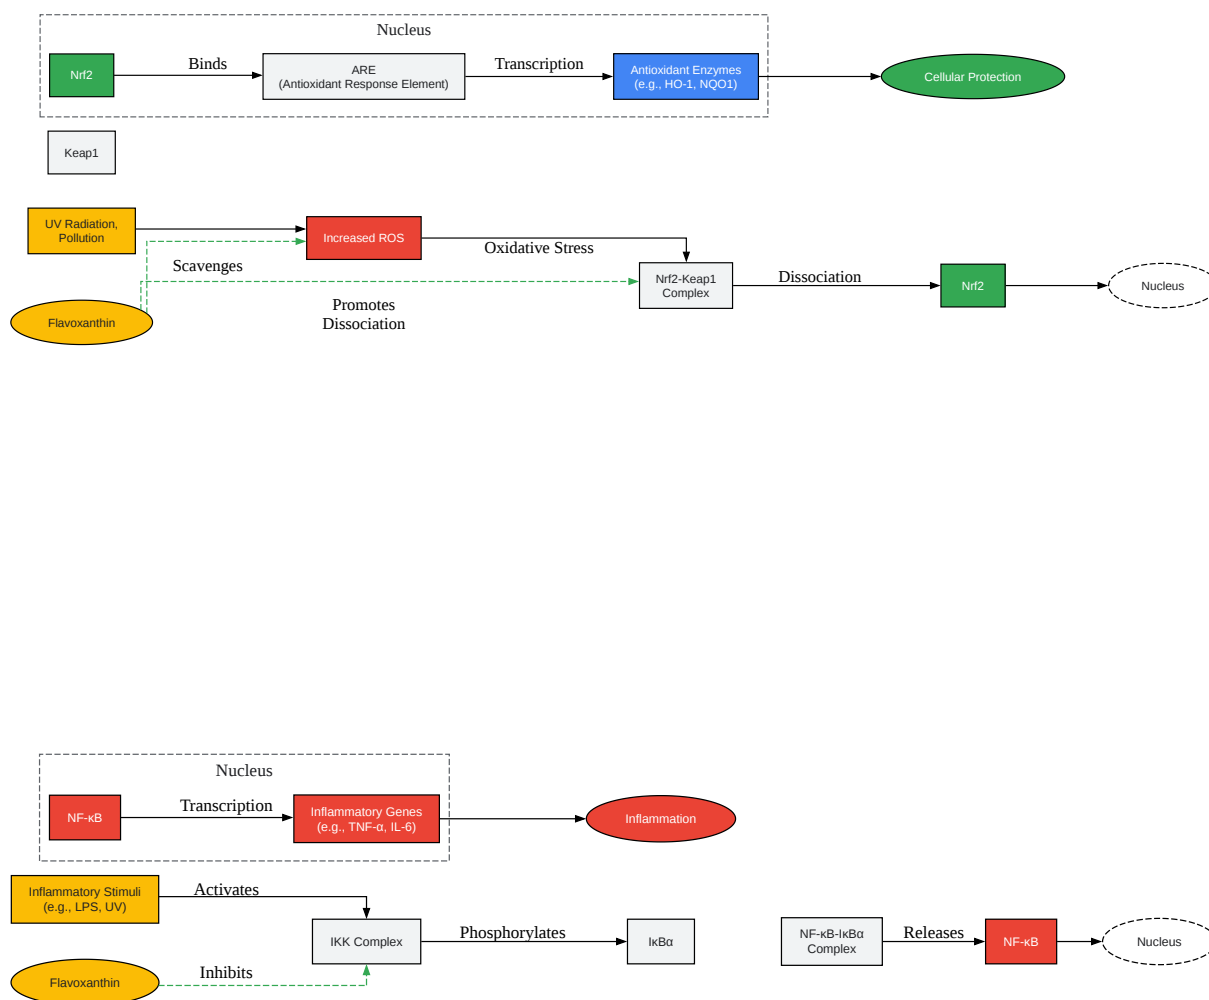 Nucleus
Nrf2
Binds
ARE
(Antioxidant Response Element)
Transcription
Antioxidant Enzymes
(e.g., HO-1, NQO1)
Cellular Protection
Keap1
UV Radiation,
Pollution
Increased ROS
Oxidative Stress
Scavenges
Nrf2-Keap1
Complex
Dissociation
Nrf2
Nucleus
Promotes
Dissociation
Flavoxanthin
Nucleus
NF-κB
Transcription
Inflammatory Genes
(e.g., TNF-α, IL-6)
Inflammation
Inflammatory Stimuli
(e.g., LPS, UV)
Activates
IKK Complex
Phosphorylates
IκBα
NF-κB-IκBα
Complex
Releases
NF-κB
Nucleus
Flavoxanthin
Inhibits